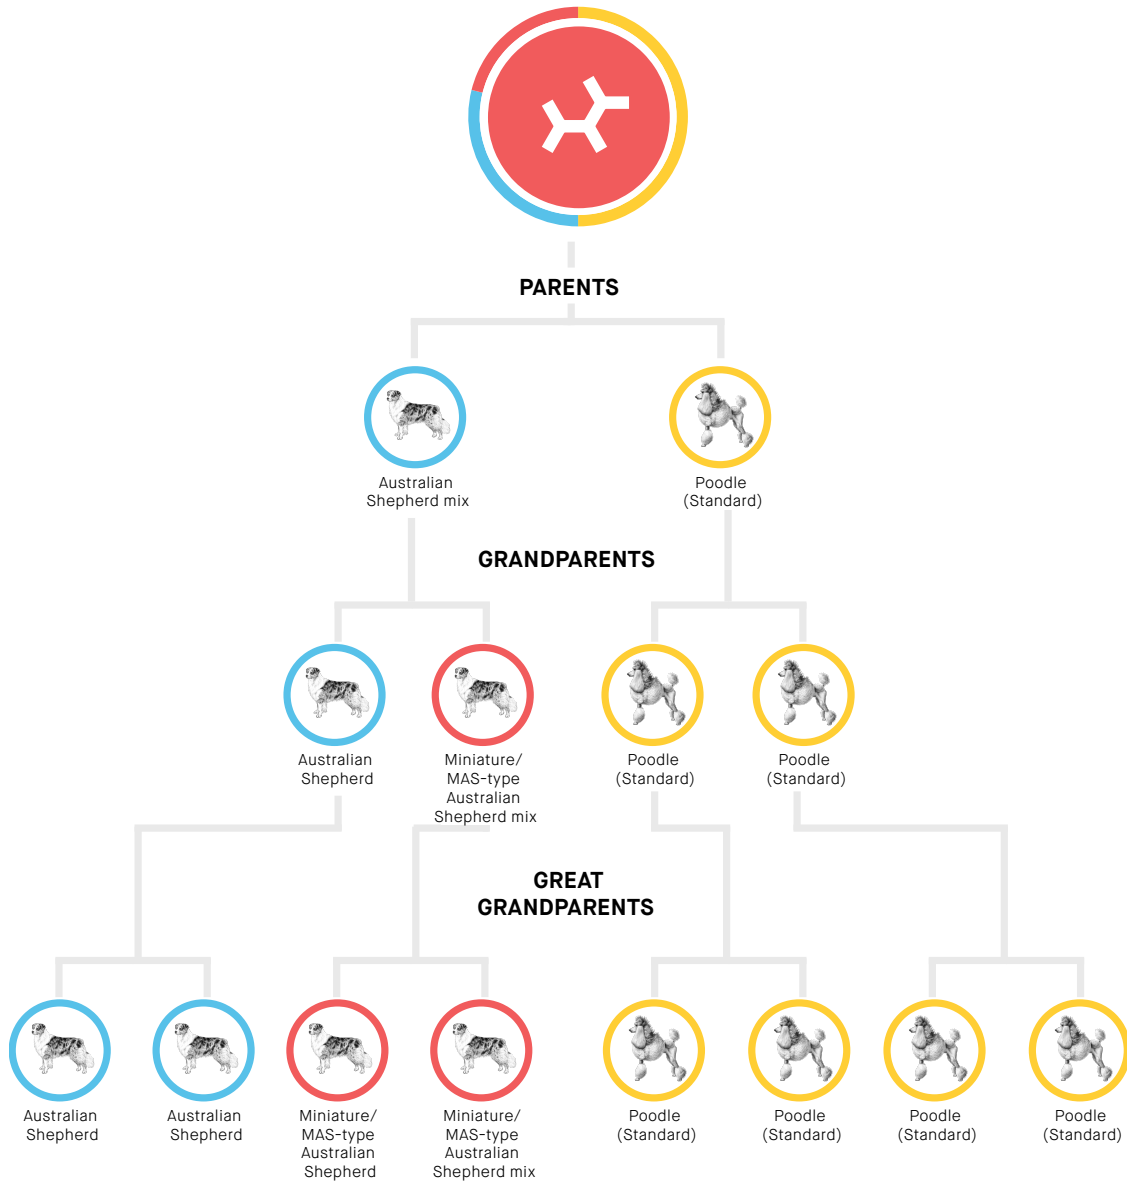 PARENTS
Australian
Shepherd mix
Poodle
(Standard)
GRANDPARENTS
Australian
Shepherd
Miniature/
MAS-type
Australian
Shepherd mix
Poodle
(Standard)
Poodle
(Standard)
GREAT
GRANDPARENTS
Australian
Shepherd
Australian
Shepherd
Miniature/
MAS-type
Australian
Shepherd
Miniature/
MAS-type
Australian
Shepherd mix
Poodle
(Standard)
Poodle
(Standard)
Poodle
(Standard)
Poodle
(Standard)